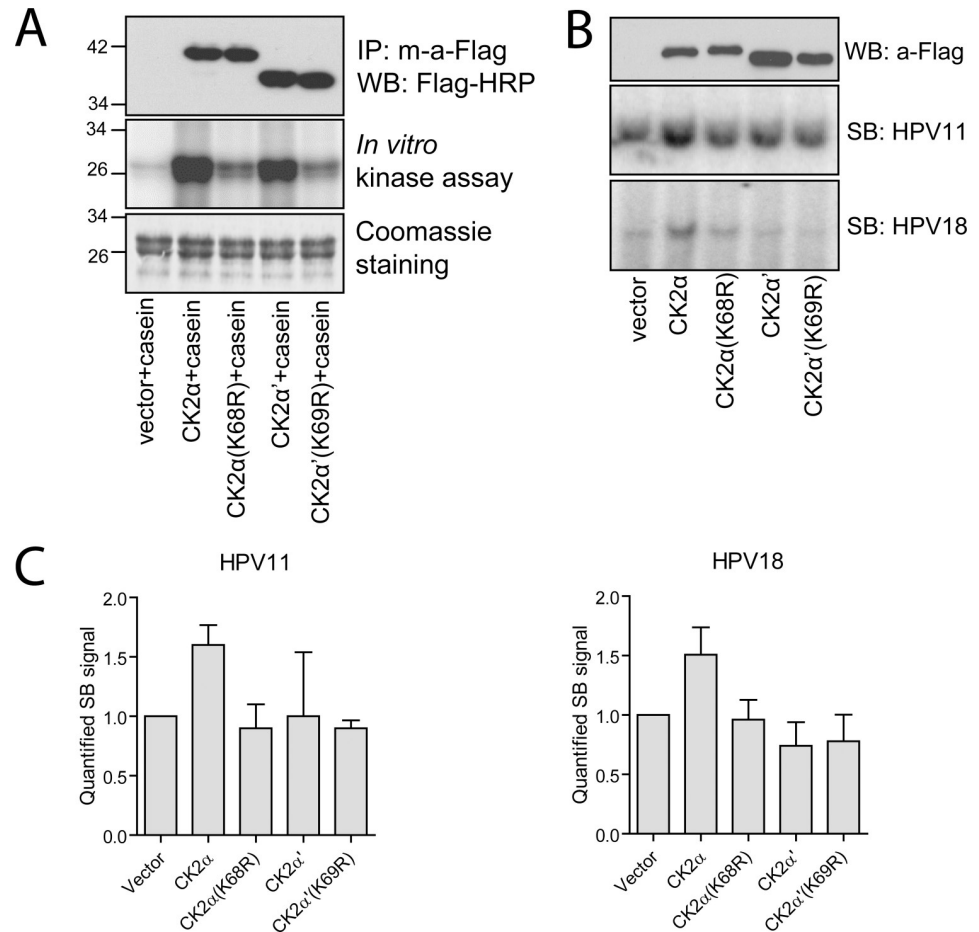 A
42
34
IP: m-a-Flag
WB: Flag-HRP
34
26
In vitro
kinase assay
34
26
Coomassie
staining
vector+casein
CK2α+casein
CK2α(K68R)+casein
CK2α'+casein
CK2α'(K69R)+casein
B
WB: a-Flag
SB: HPV11
SB: HPV18
vector
CK2α
CK2α(K68R)
CK2α'
CK2α'(K69R)
C
HPV11
Quantified SB signal
2.0
1.5
1.0
0.5
0.0
Vector
CK2α
CK2α(K68R)
CK2α'
CK2α'(K69R)
HPV18
Quantified SB signal
2.0
1.5
1.0
0.5
0.0
Vector
CK2α
CK2α(K68R)
CK2α'
CK2α'(K69R)